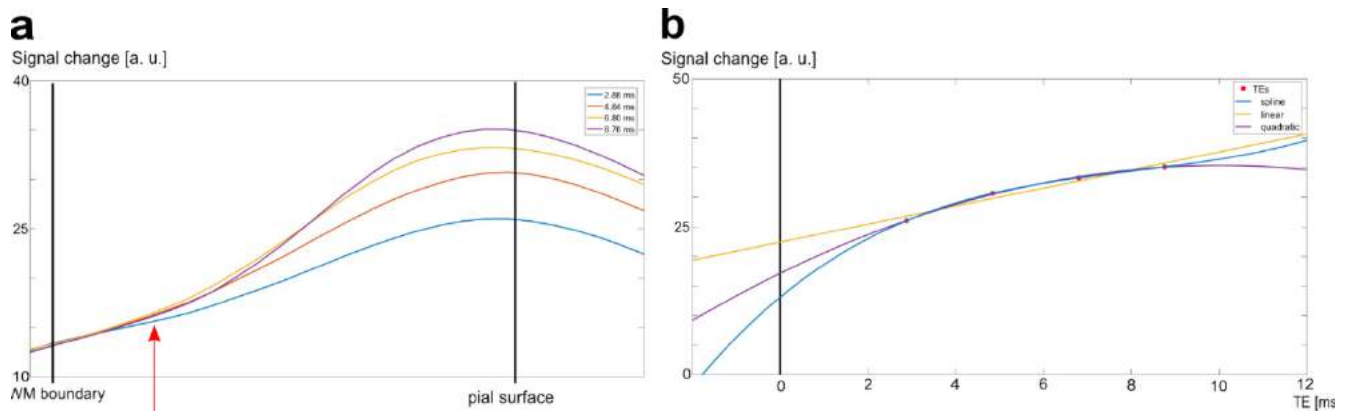 a
Signal change [a. u.]
40
25
10
2.88 ms
4.84 ms
6.80 ms
8.76 ms
WM boundary
pial surface
b
Signal change [a. u.]
50
25
0
TEs
spline
linear
quadratic
0 2 4 6 8 10 12
TE [ms